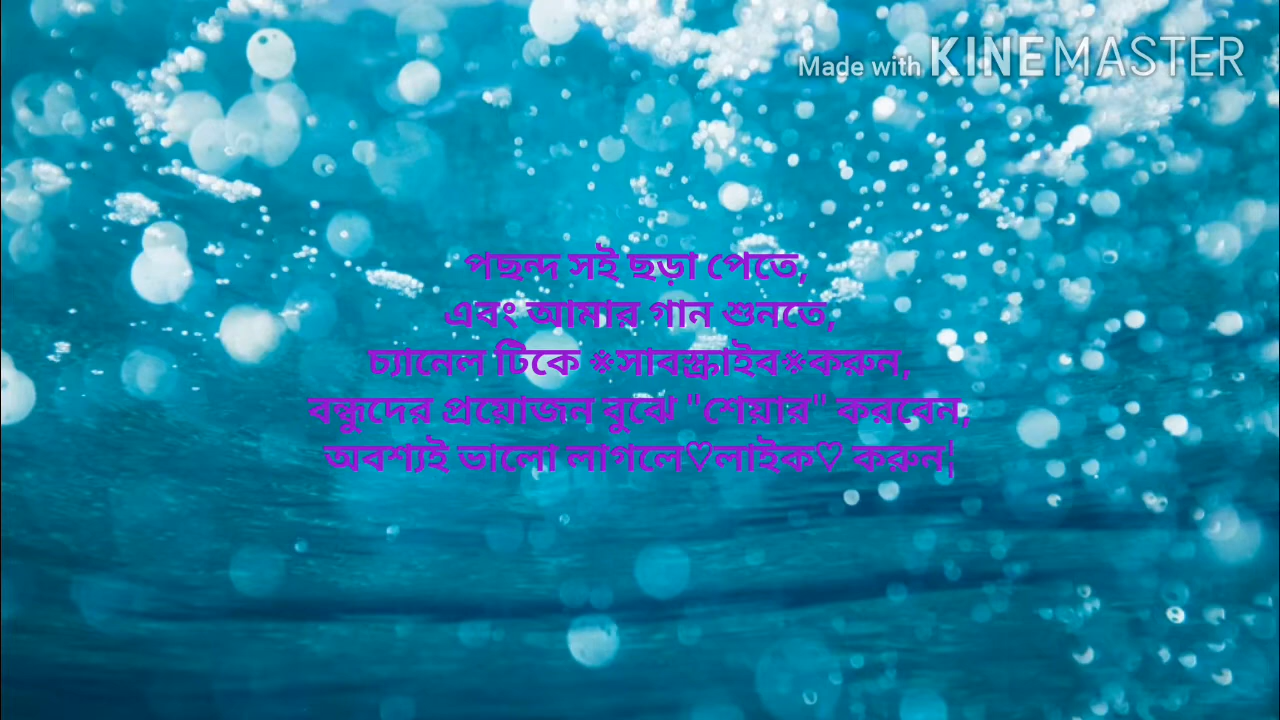 Made with KINEMASTER
পছন্দ সই ছড়া পেতে,
এবং আমার গান শুনতে,
চ্যানেল টিকে ※সাবস্ক্রাইব※করুন,
বন্ধুদের প্রয়োজন বুঝে "শেয়ার" করবেন,
অবশ্যই ভালো লাগলে♡লাইক♡ করুন¦